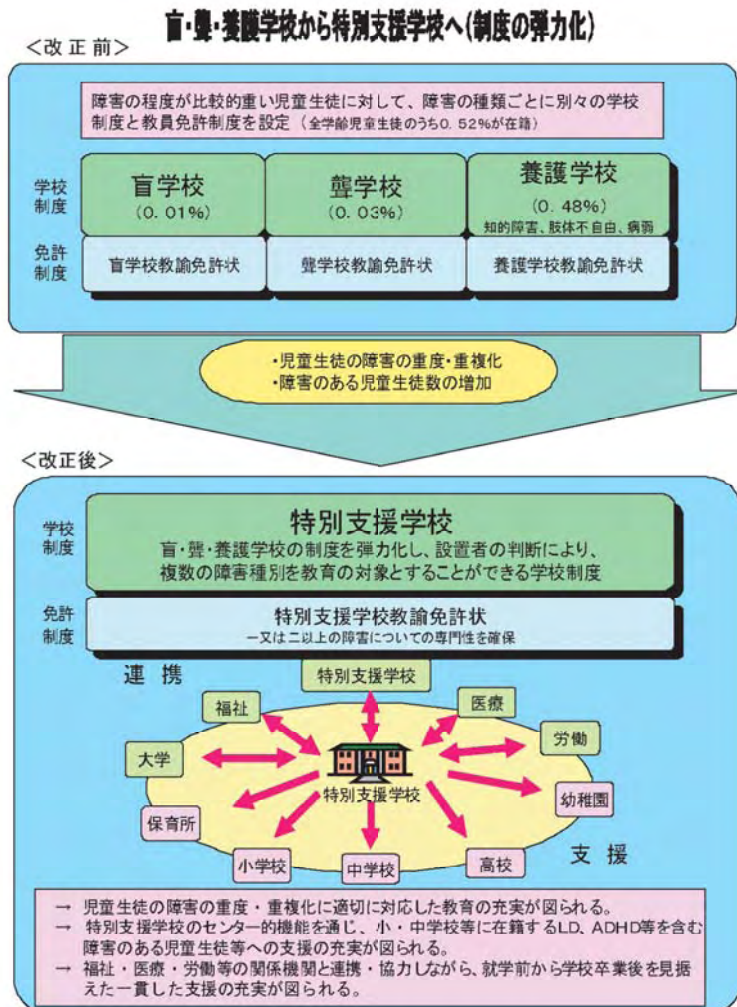 盲・聾・養護学校から特別支援学校へ(制度の弾力化)
＜改正前＞
障害の程度が比較的重い児童生徒に対して、障害の種類ごとに別々の学校
制度と教員免許制度を設定（全学齢児童生徒のうち0.52%が在籍）
学校
制度
盲学校
(0.01%)
聾学校
(0.03%)
養護学校
(0.48%)
知的障害、肢体不自由、病弱
免許
制度
盲学校教諭免許状
聾学校教諭免許状
養護学校教諭免許状
・児童生徒の障害の重度・重複化
・障害のある児童生徒数の増加
＜改正後＞
学校
制度
特別支援学校
盲・聾・養護学校の制度を弾力化し、設置者の判断により、
複数の障害種別を教育の対象とすることができる学校制度
免許
制度
特別支援学校教諭免許状
一又は二以上の障害についての専門性を確保
連 携
特別支援学校
福祉
医療
大学
労働
特別支援学校
保育所
幼稚園
小学校
中学校
高校
支 援
→ 児童生徒の障害の重度・重複化に適切に対応した教育の充実が図られる。
→ 特別支援学校のセンター的機能を通じ、小・中学校等に在籍するLD、ADHD等を含む
障害のある児童生徒等への支援の充実が図られる。
→ 福祉・医療・労働等の関係機関と連携・協力しながら、就学前から学校卒業後を見据
えた一貫した支援の充実が図られる。